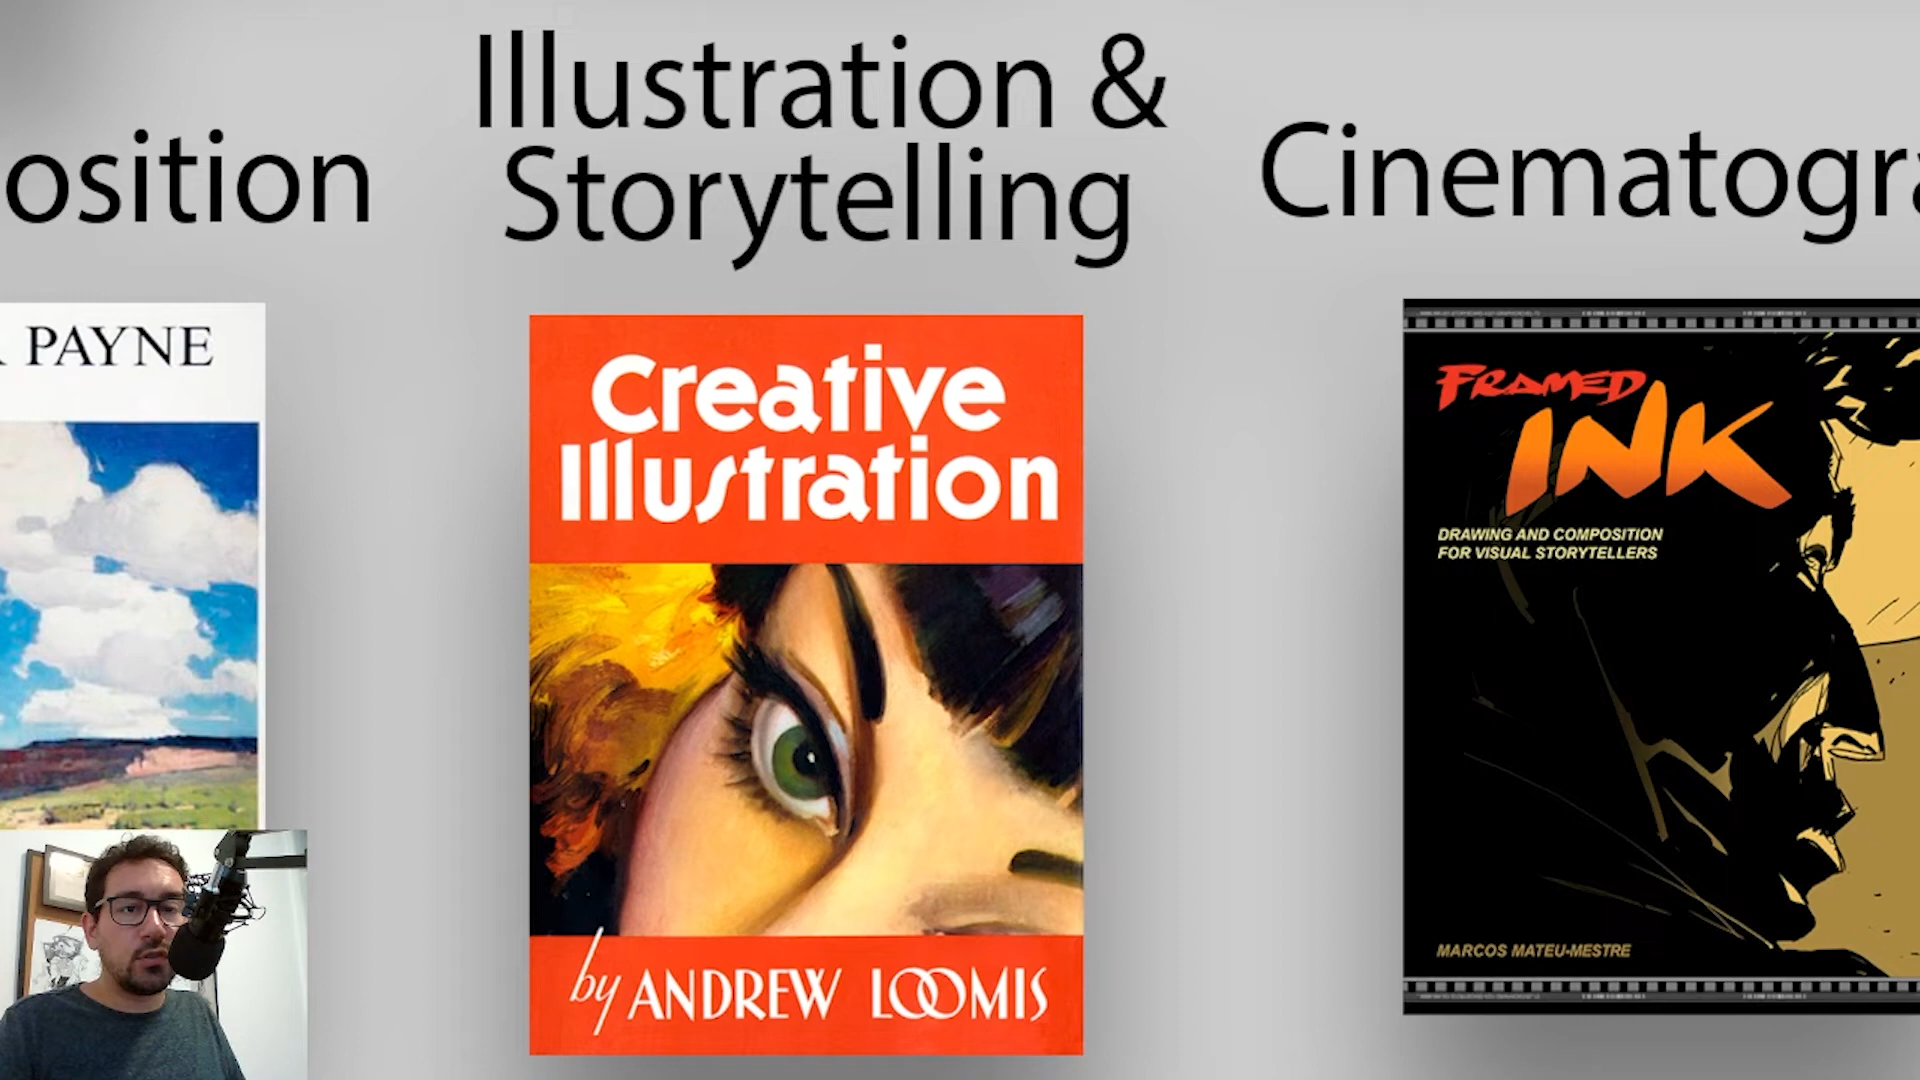 Illustration &
Storytelling
osition
Cinematogra
PAYNE
Creative
Illustration
by ANDREW LOOMIS
FRAMED
INK
DRAWING AND COMPOSITION
FOR VISUAL STORYTELLERS
MARCOS MATEU-MESTRE